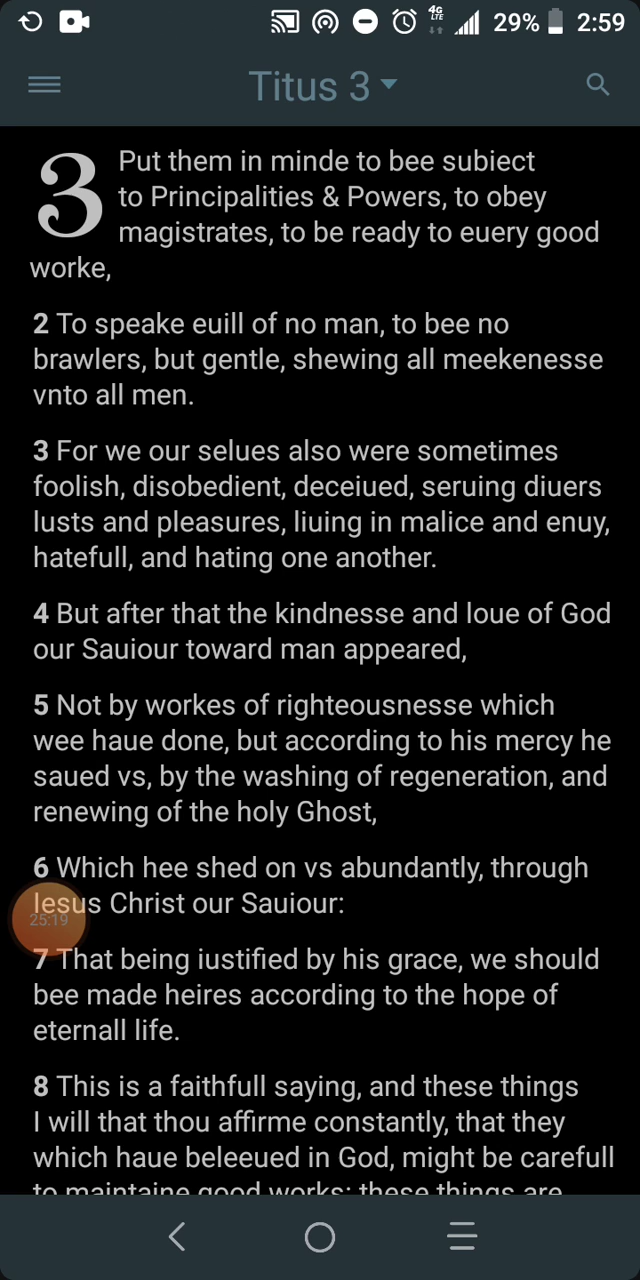 4G
LTE
29%
2:59
Titus 3
3
Put them in minde to bee subiect
to Principalities & Powers, to obey
magistrates, to be ready to euery good
worke,
2 To speake euill of no man, to bee no
brawlers, but gentle, shewing all meekenesse
vnto all men.
3 For we our selues also were sometimes
foolish, disobedient, deceiued, seruing diuers
lusts and pleasures, liuing in malice and enuy,
hatefull, and hating one another.
4 But after that the kindnesse and loue of God
our Sauiour toward man appeared,
5 Not by workes of righteousnesse which
wee haue done, but according to his mercy he
saued vs, by the washing of regeneration, and
renewing of the holy Ghost,
6 Which hee shed on vs abundantly, through
Iesus Christ our Sauiour:
25:19
7 That being iustified by his grace, we should
bee made heires according to the hope of
eternall life.
8 This is a faithfull saying, and these things
I will that thou affirme constantly, that they
which haue beleeued in God, might be carefull
to maintaine good works: these things are